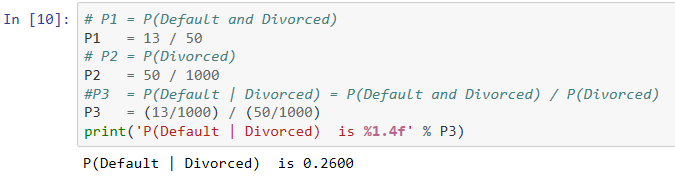 In [10]: # P1 = P(Default and Divorced)
P1   = 13 / 50
# P2 = P(Divorced)
P2   = 50 / 1000
#P3  = P(Default | Divorced) = P(Default and Divorced) / P(Divorced)
P3   = (13/1000) / (50/1000)
print('P(Default | Divorced)  is %1.4f' % P3)
P(Default | Divorced)  is 0.2600